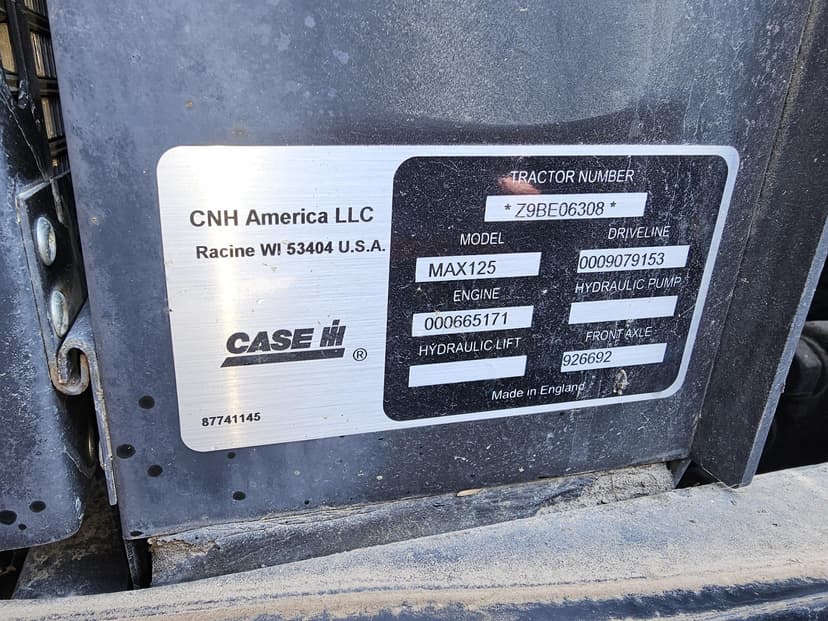 CNH America LLC
Racine WI 53404 U.S.A.
CASE IH
®
87741145
TRACTOR NUMBER
* Z9BE06308 *
MODEL
MAX125
DRIVELINE
0009079153
ENGINE
000665171
HYDRAULIC PUMP
HYDRAULIC LIFT
FRONT AXLE
926692
Made in England